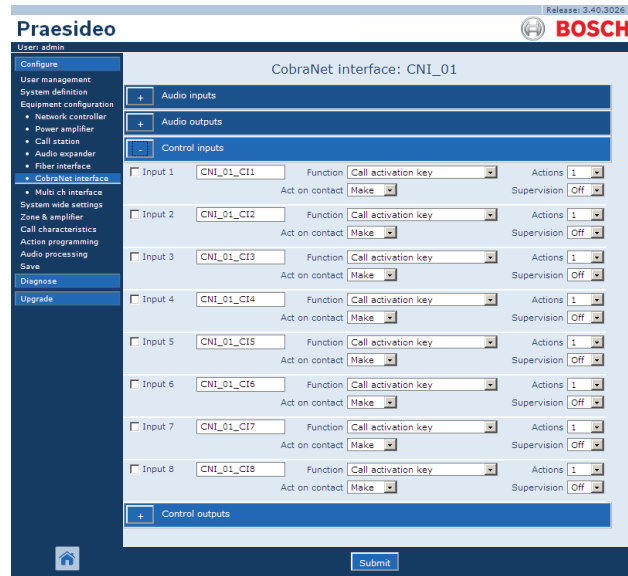 Release: 3.40.3026
Praesideo
BOSCH
User: admin
Configure
User management
System definition
Equipment configuration
• Network controller
• Power amplifier
• Call station
• Audio expander
• Fiber interface
• CobraNet interface
• Multi ch interface
System wide settings
Zone & amplifier
Call characteristics
Action programming
Audio processing
Save
Diagnose
Upgrade
CobraNet interface: CNI_01
+ Audio inputs
+ Audio outputs
- Control inputs
Input 1 CNI_01_CI1 Function Call activation key Actions 1
Act on contact Make Supervision Off
Input 2 CNI_01_CI2 Function Call activation key Actions 1
Act on contact Make Supervision Off
Input 3 CNI_01_CI3 Function Call activation key Actions 1
Act on contact Make Supervision Off
Input 4 CNI_01_CI4 Function Call activation key Actions 1
Act on contact Make Supervision Off
Input 5 CNI_01_CI5 Function Call activation key Actions 1
Act on contact Make Supervision Off
Input 6 CNI_01_CI6 Function Call activation key Actions 1
Act on contact Make Supervision Off
Input 7 CNI_01_CI7 Function Call activation key Actions 1
Act on contact Make Supervision Off
Input 8 CNI_01_CI8 Function Call activation key Actions 1
Act on contact Make Supervision Off
+ Control outputs
Submit